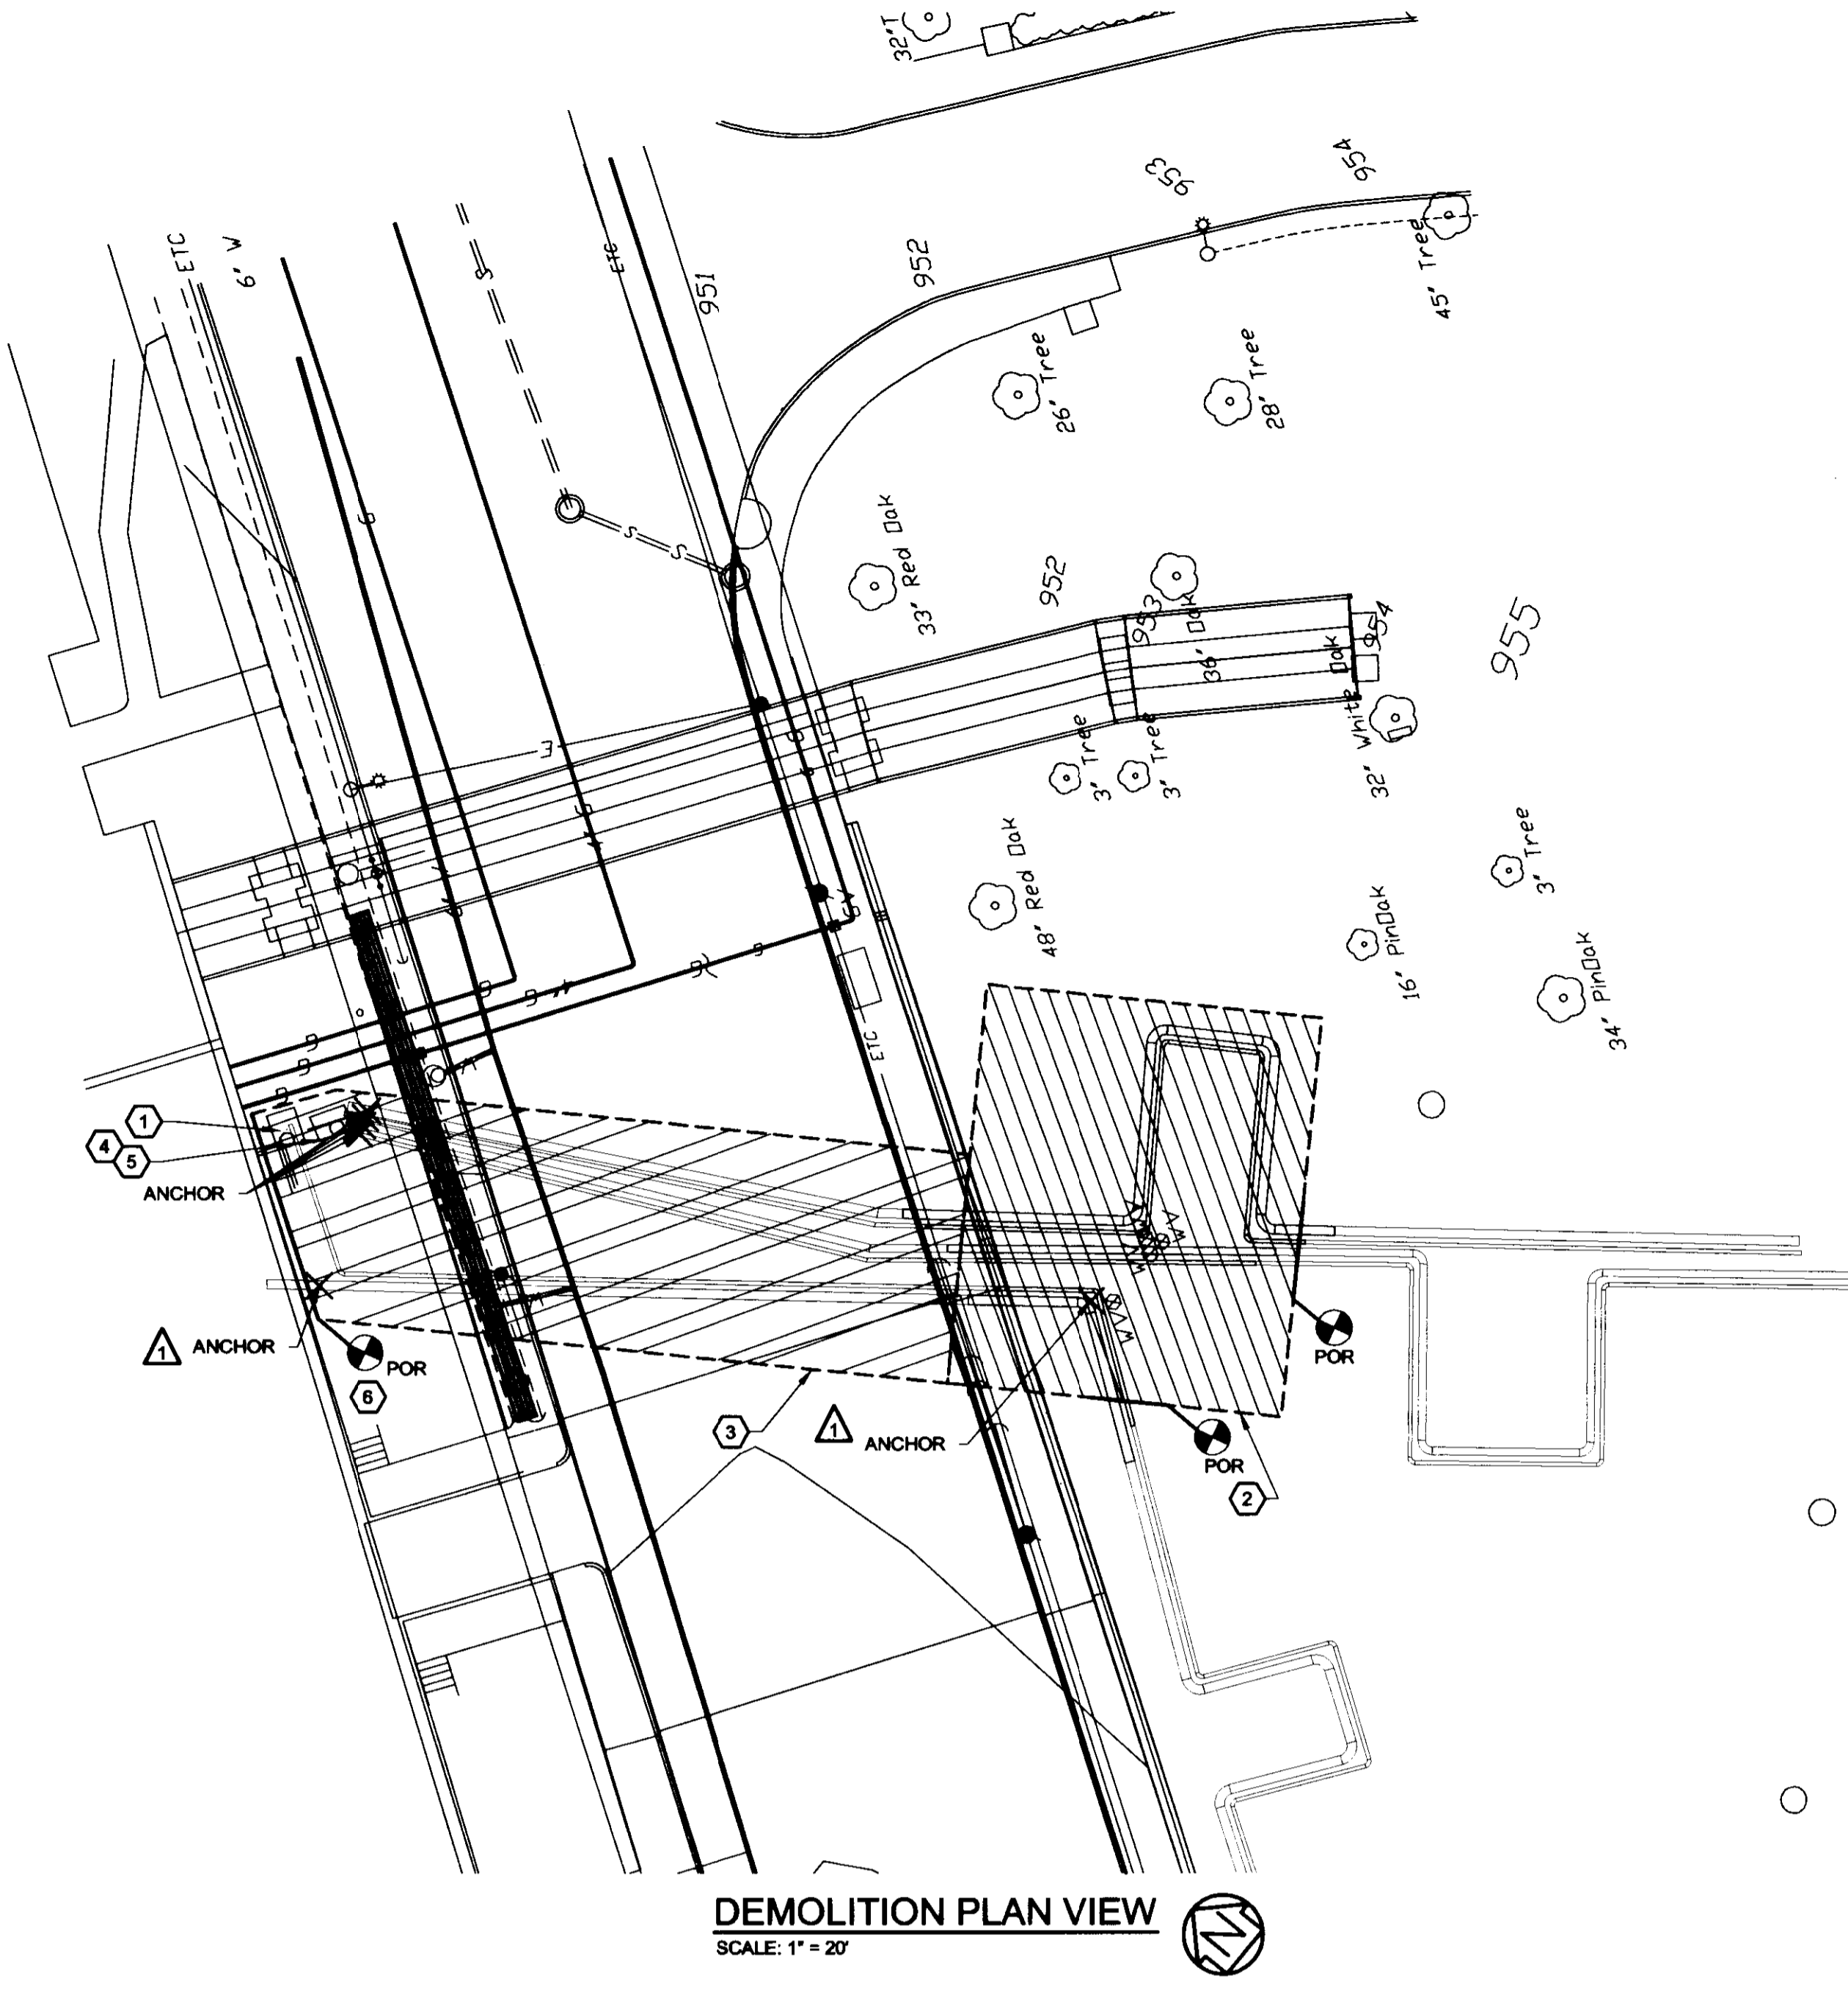 32' T
953
954
ETC
6' W
S
ETC
951
952
45' Tree
26' Tree
28' Tree
G
S
S
33' Red Oak
952
953
36' Oak
954
32' White Oak
955
E
G
3' Tree
3' Tree
G
48' Red Oak
3' Tree
16' PinOak
34' PinOak
G
G
G
G
G
G
G
ETC
1
4
5
ANCHOR
WV
1
ANCHOR
POR
6
POR
3
1
ANCHOR
POR
2
DEMOLITION PLAN VIEW
SCALE: 1" = 20'
N